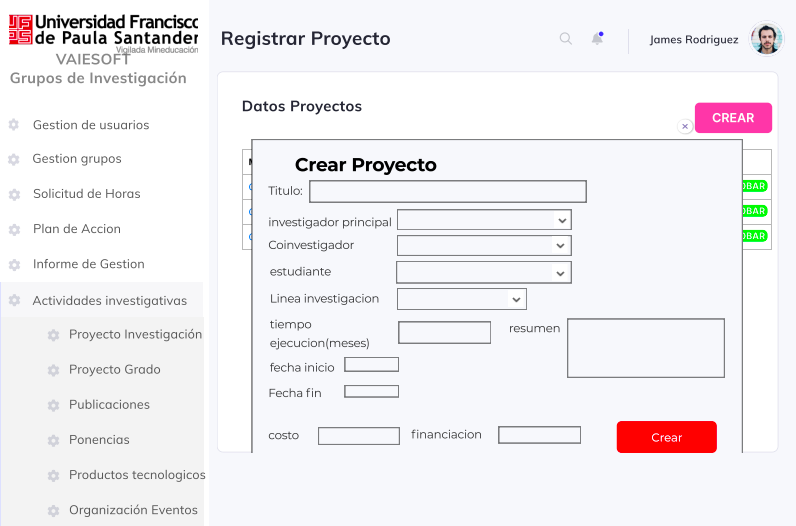 Universidad Francisco
de Paula Santander
Vigilada Mineducación
VAIESOFT
Grupos de Investigación
Gestion de usuarios
Gestion grupos
Solicitud de Horas
Plan de Accion
Informe de Gestion
Actividades investigativas
Proyecto Investigación
Proyecto Grado
Publicaciones
Ponencias
Productos tecnologicos
Organización Eventos
Registrar Proyecto
James Rodriguez
Datos Proyectos
CREAR
Crear Proyecto
Titulo:
investigador principal
Coinvestigador
estudiante
Linea investigacion
tiempo
ejecucion(meses)
resumen
fecha inicio
Fecha fin
costo
financiacion
Crear